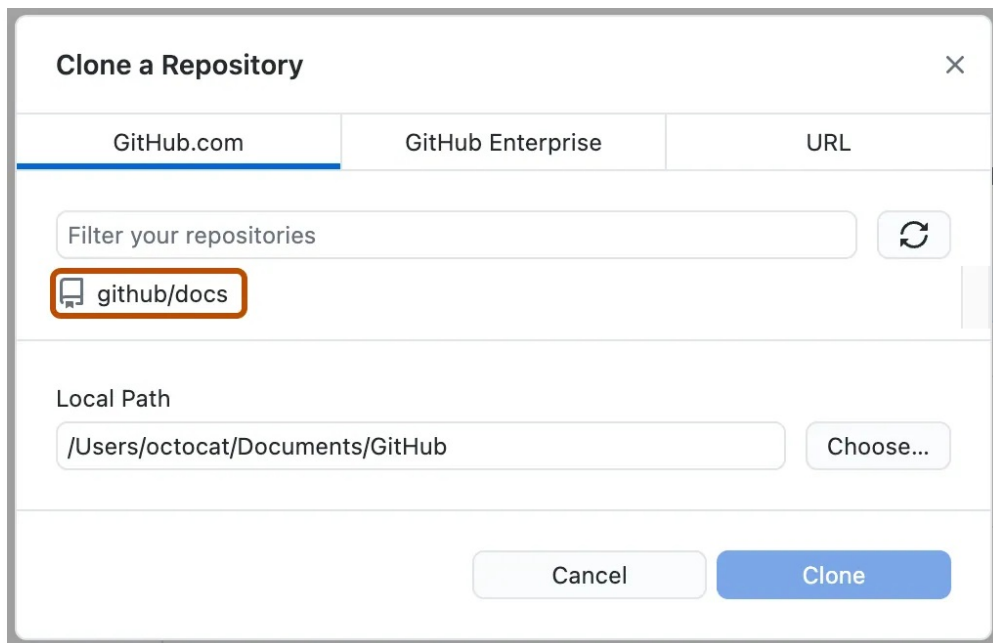 Clone a Repository
GitHub.com
GitHub Enterprise
URL
Filter your repositories
github/docs
Local Path
/Users/octocat/Documents/GitHub
Choose...
Cancel
Clone